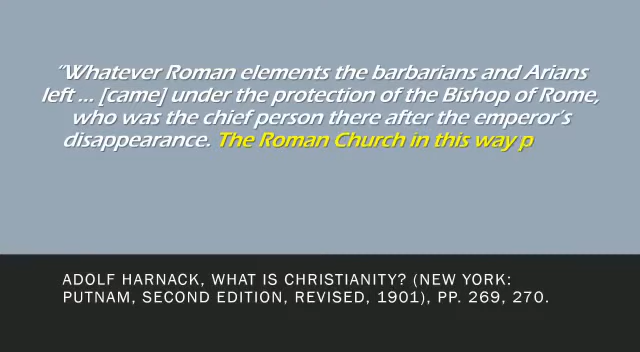 “Whatever Roman elements the barbarians and Arians
left ... [came] under the protection of the Bishop of Rome,
who was the chief person there after the emperor’s
disappearance. The Roman Church in this way p
ADOLF HARNACK, WHAT IS CHRISTIANITY? (NEW YORK:
PUTNAM, SECOND EDITION, REVISED, 1901), PP. 269, 270.